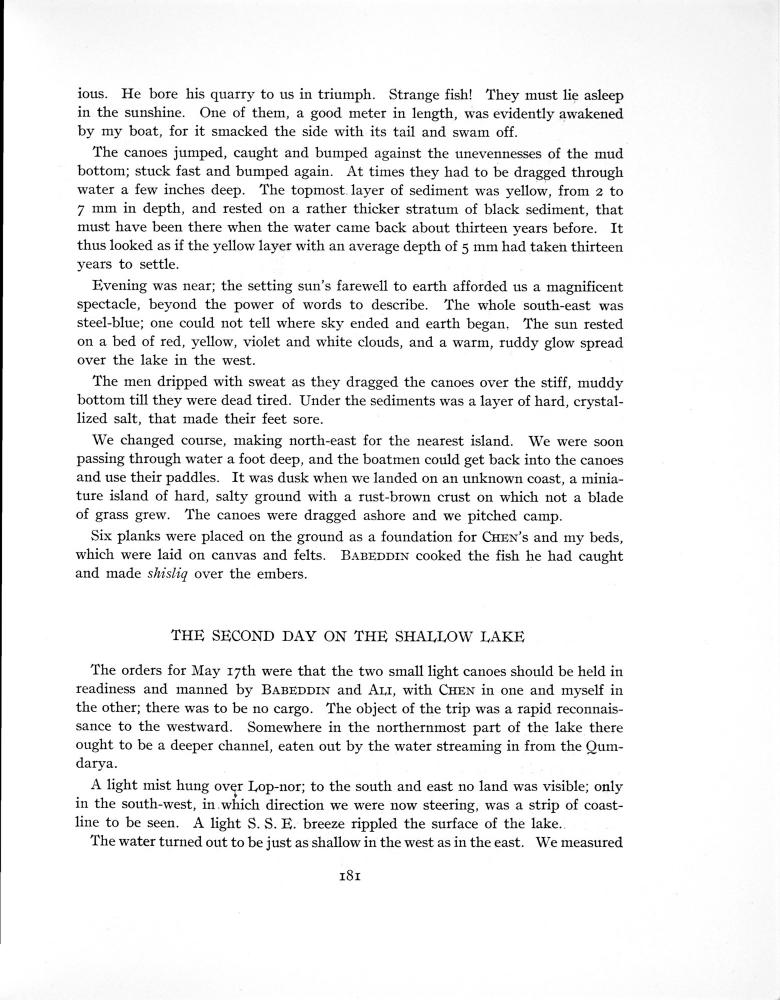 ious. He bore his quarry to us in triumph. Strange fish! They must lie asleep
in the sunshine. One of them, a good meter in length, was evidently awakened
by my boat, for it smacked the side with its tail and swam off.
The canoes jumped, caught and bumped against the unevennesses of the mud
bottom; stuck fast and bumped again. At times they had to be dragged through
water a few inches deep. The topmost layer of sediment was yellow, from 2 to
7 mm in depth, and rested on a rather thicker stratum of black sediment, that
must have been there when the water came back about thirteen years before. It
thus looked as if the yellow layer with an average depth of 5 mm had taken thirteen
years to settle.
Evening was near; the setting sun's farewell to earth afforded us a magnificent
spectacle, beyond the power of words to describe. The whole south-east was
steel-blue; one could not tell where sky ended and earth began. The sun rested
on a bed of red, yellow, violet and white clouds, and a warm, ruddy glow spread
over the lake in the west.
The men dripped with sweat as they dragged the canoes over the stiff, muddy
bottom till they were dead tired. Under the sediments was a layer of hard, crystal-
lized salt, that made their feet sore.
We changed course, making north-east for the nearest island. We were soon
passing through water a foot deep, and the boatmen could get back into the canoes
and use their paddles. It was dusk when we landed on an unknown coast, a minia-
ture island of hard, salty ground with a rust-brown crust on which not a blade
of grass grew. The canoes were dragged ashore and we pitched camp.
Six planks were placed on the ground as a foundation for CHEN's and my beds,
which were laid on canvas and felts. BABEDDIN cooked the fish he had caught
and made shisliq over the embers.
THE SECOND DAY ON THE SHALLOW LAKE
The orders for May 17th were that the two small light canoes should be held in
readiness and manned by BABEDDIN and ALI, with CHEN in one and myself in
the other; there was to be no cargo. The object of the trip was a rapid reconnais-
sance to the westward. Somewhere in the northernmost part of the lake there
ought to be a deeper channel, eaten out by the water streaming in from the Qum-
darya.
A light mist hung over Lop-nor; to the south and east no land was visible; only
in the south-west, in which direction we were now steering, was a strip of coast-
line to be seen. A light S. S. E. breeze rippled the surface of the lake.
The water turned out to be just as shallow in the west as in the east. We measured
181